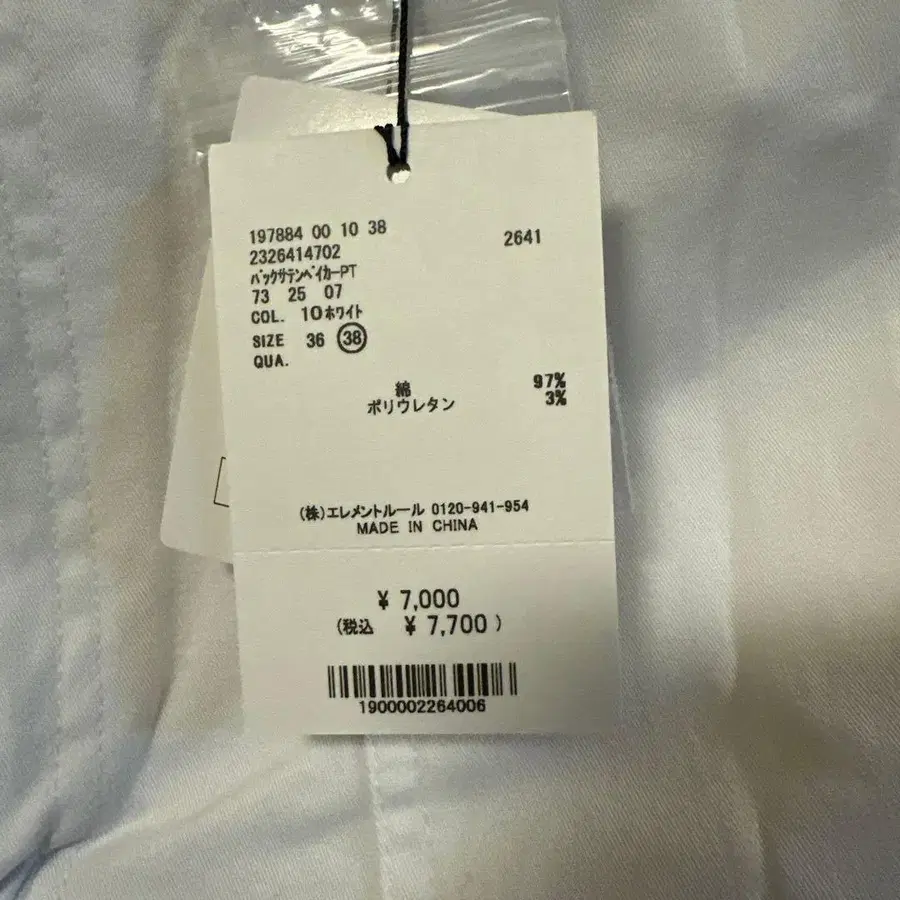 197884 00 10 38
2641
2326414702
ﾊﾞｯｸｻﾃﾝﾍﾞｲｶｰPT
73 25 07
COL. 10ﾎﾜｲﾄ
SIZE 36 38
QUA.
綿 97%
ポリウレタン 3%
(株)エレメントルール 0120-941-954
MADE IN CHINA
¥ 7,000
(税込 ¥ 7,700 )
1900002264006